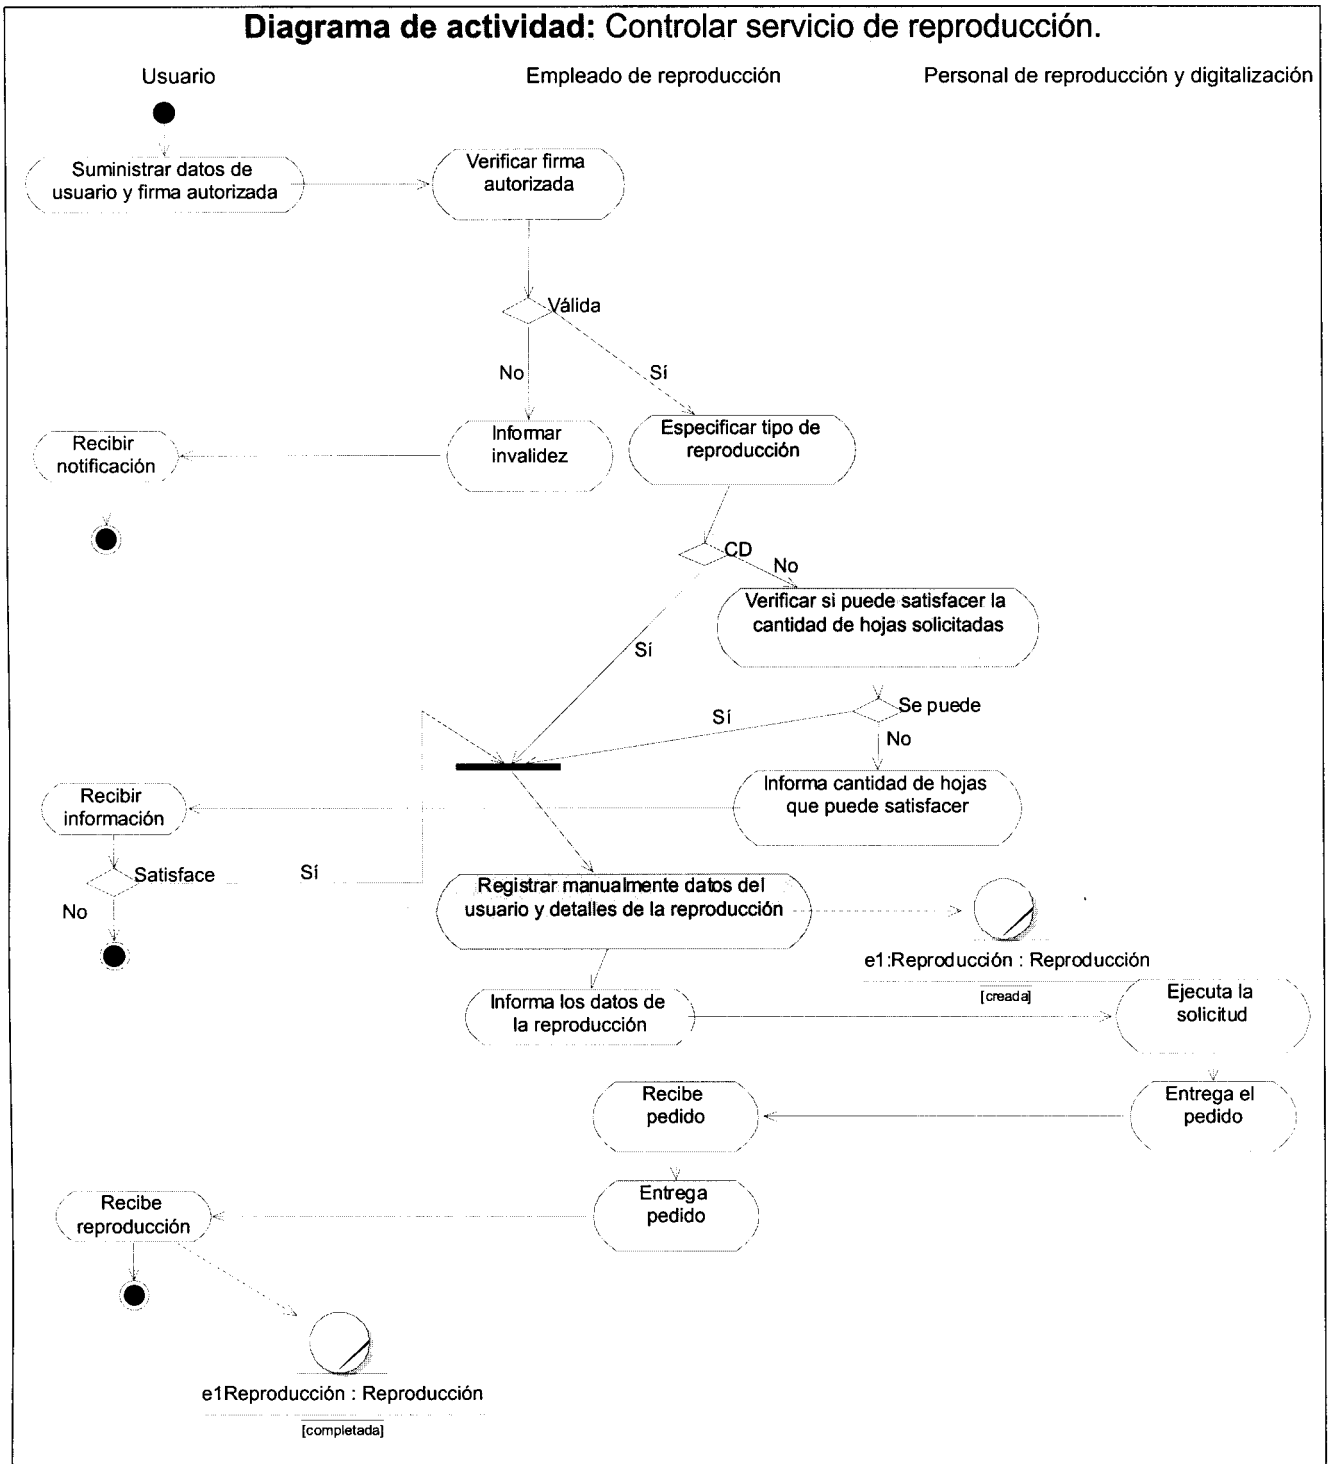 Diagrama de actividad: Controlar servicio de reproducción.
Usuario
Empleado de reproducción
Personal de reproducción y digitalización
Suministrar datos de
usuario y firma autorizada
Verificar firma
autorizada
Válida
No
Sí
Recibir
notificación
Informar
invalidez
Especificar tipo de
reproducción
CD
No
Verificar si puede satisfacer la
cantidad de hojas solicitadas
Sí
Se puede
Sí
No
Recibir
información
Informa cantidad de hojas
que puede satisfacer
Satisface
Sí
No
Registrar manualmente datos del
usuario y detalles de la reproducción
e1:Reproducción : Reproducción
[creada]
Informa los datos de
la reproducción
Ejecuta la
solicitud
Recibe
pedido
Entrega el
pedido
Entrega
pedido
Recibe
reproducción
e1Reproducción : Reproducción
[completada]